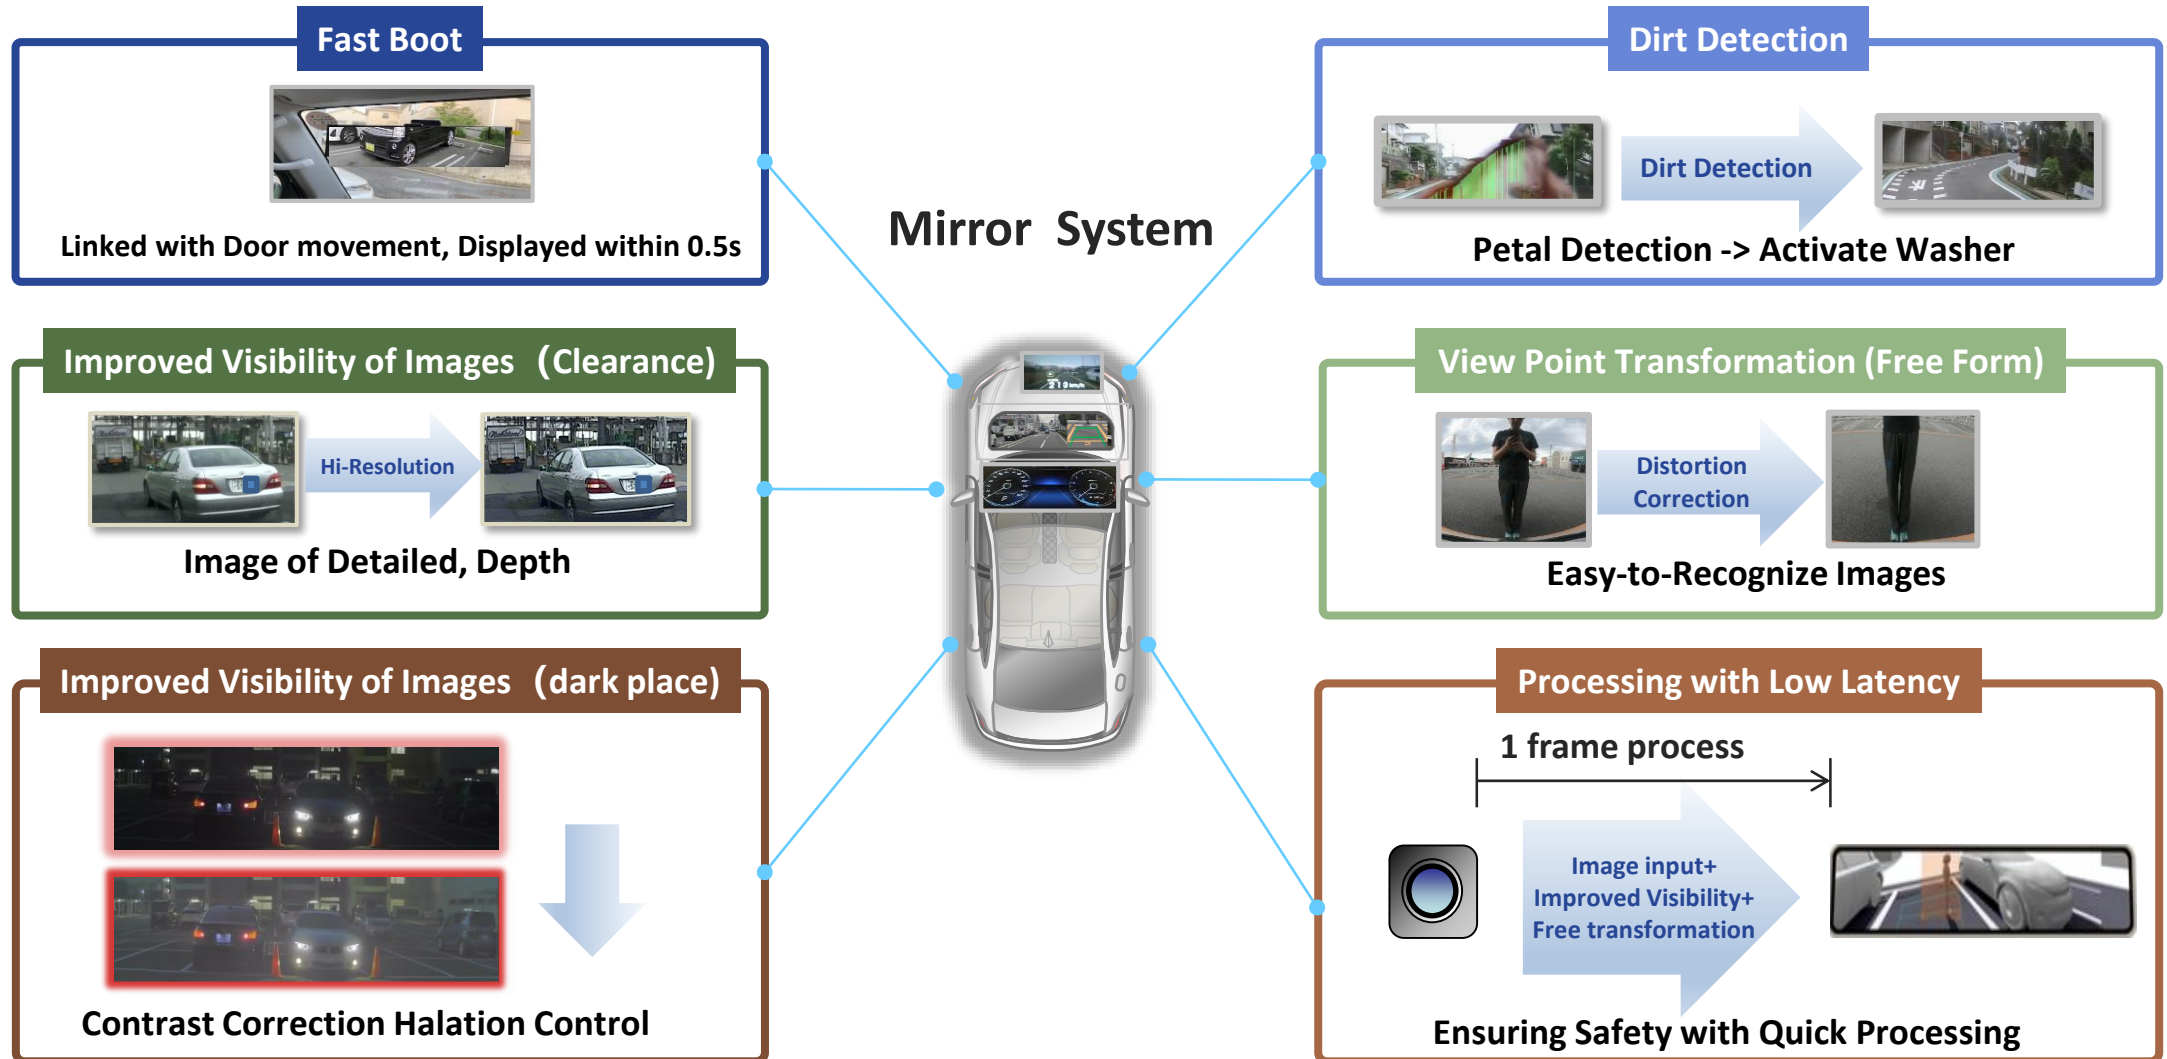 Fast Boot
Linked with Door movement, Displayed within 0.5s
Improved Visibility of Images (Clearance)
Hi-Resolution
Image of Detailed, Depth
Improved Visibility of Images (dark place)
Contrast Correction Halation Control
Mirror System
Dirt Detection
Dirt Detection
Petal Detection -> Activate Washer
View Point Transformation (Free Form)
Distortion
Correction
Easy-to-Recognize Images
Processing with Low Latency
1 frame process
Image input+
Improved Visibility+
Free transformation
Ensuring Safety with Quick Processing